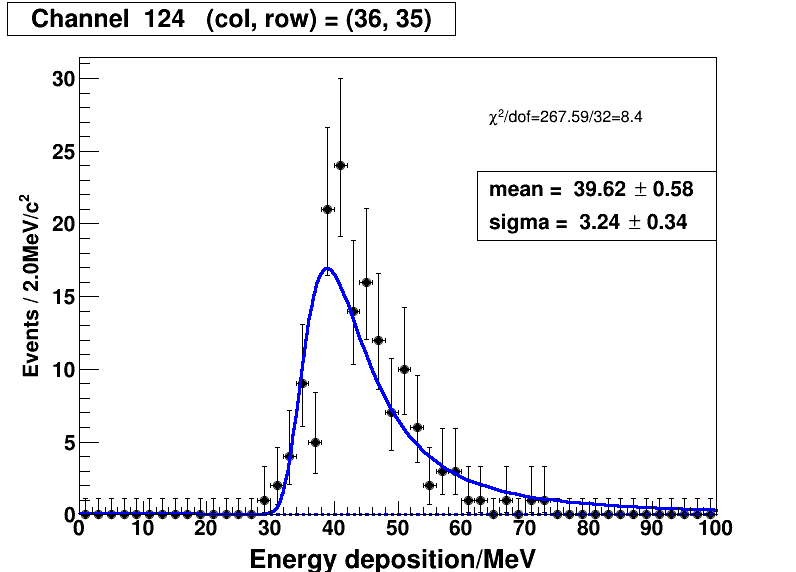 Channel  124   (col, row) = (36, 35)
χ²/dof=267.59/32=8.4
mean =  39.62 ± 0.58
sigma =  3.24 ± 0.34
Events / 2.0MeV/c²
30
25
20
15
10
5
0
0 10 20 30 40 50 60 70 80 90 100
Energy deposition/MeV